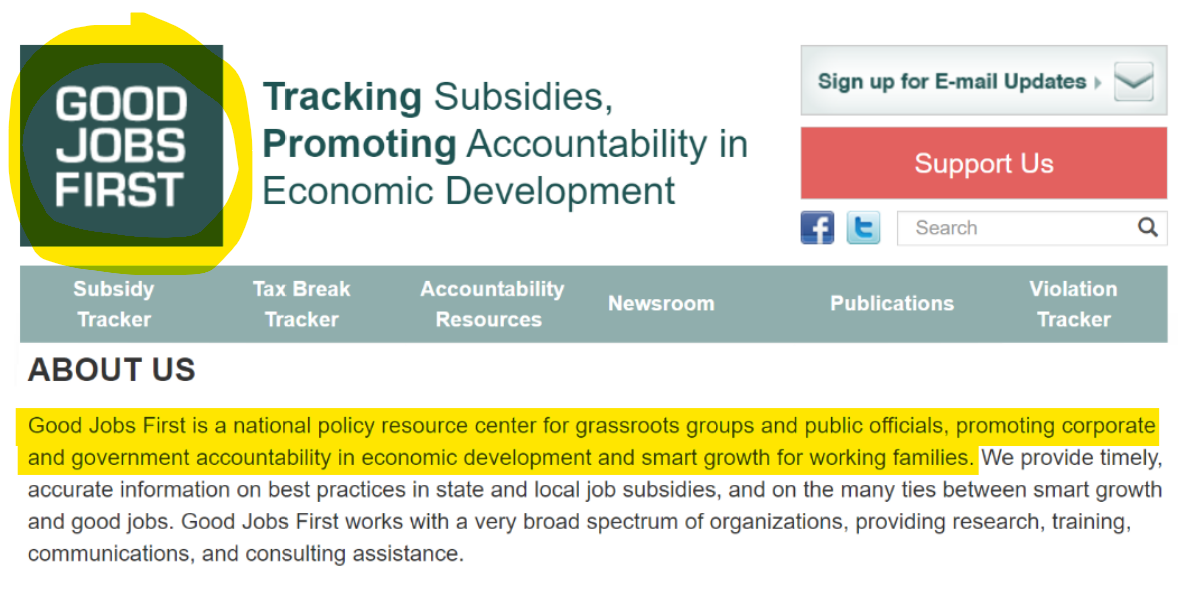 GOOD
JOBS
FIRST
Tracking Subsidies,
Promoting Accountability in
Economic Development
Sign up for E-mail Updates
Support Us
f
t
Search
Subsidy
Tracker
Tax Break
Tracker
Accountability
Resources
Newsroom
Publications
Violation
Tracker
ABOUT US
Good Jobs First is a national policy resource center for grassroots groups and public officials, promoting corporate
and government accountability in economic development and smart growth for working families. We provide timely,
accurate information on best practices in state and local job subsidies, and on the many ties between smart growth
and good jobs. Good Jobs First works with a very broad spectrum of organizations, providing research, training,
communications, and consulting assistance.